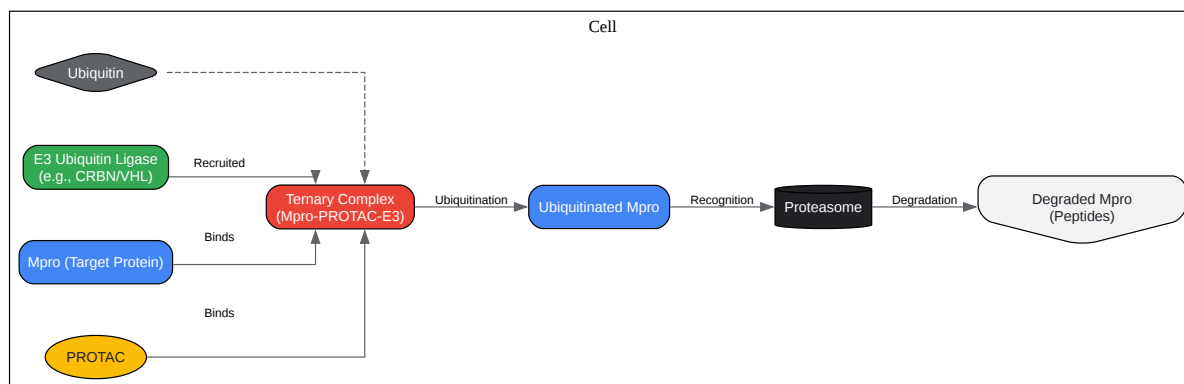 Cell
Ubiquitin
E3 Ubiquitin Ligase
(e.g., CRBN/VHL)
Recruited
Mpro (Target Protein)
Binds
PROTAC
Binds
Ternary Complex
(Mpro-PROTAC-E3)
Ubiquitination
Ubiquitinated Mpro
Recognition
Proteasome
Degradation
Degraded Mpro
(Peptides)